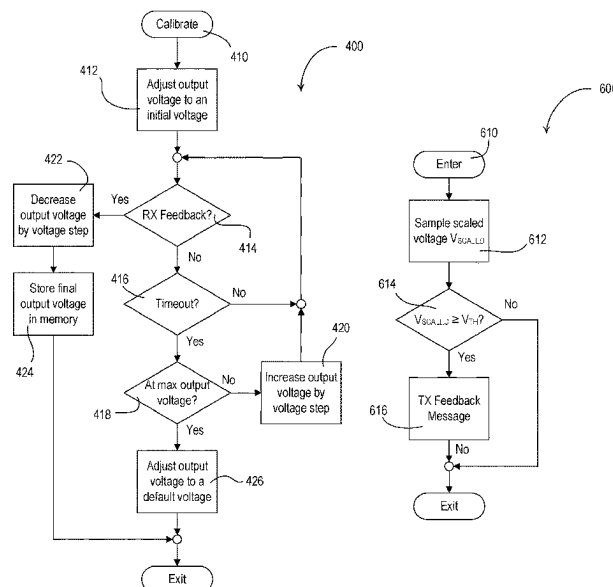 Calibrate
410
400
412
Adjust output
voltage to an
initial voltage
422
Decrease
output voltage
by voltage step
Yes
RX Feedback?
414
No
416
Timeout?
No
Store final
output voltage
in memory
424
Yes
420
At max output
voltage?
No
Increase output
voltage by
voltage step
418
Yes
Adjust output
voltage to a
default voltage
426
Exit
600
610
Enter
Sample scaled
voltage
612
614
No
Yes
TX Feedback
Message
616
No
Exit